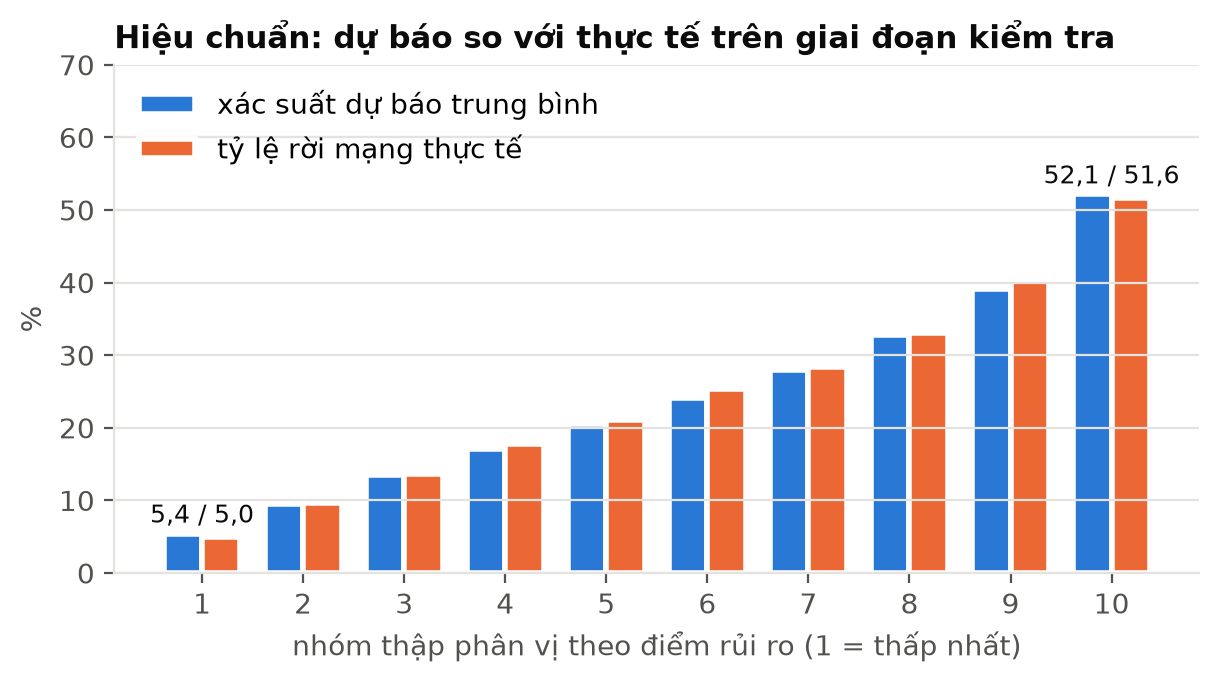 Hiệu chuẩn: dự báo so với thực tế trên giai đoạn kiểm tra
xác suất dự báo trung bình
tỷ lệ rời mạng thực tế
%
70
60
50
40
30
20
10
0
5,4 / 5,0
52,1 / 51,6
1 2 3 4 5 6 7 8 9 10
nhóm thập phân vị theo điểm rủi ro (1 = thấp nhất)